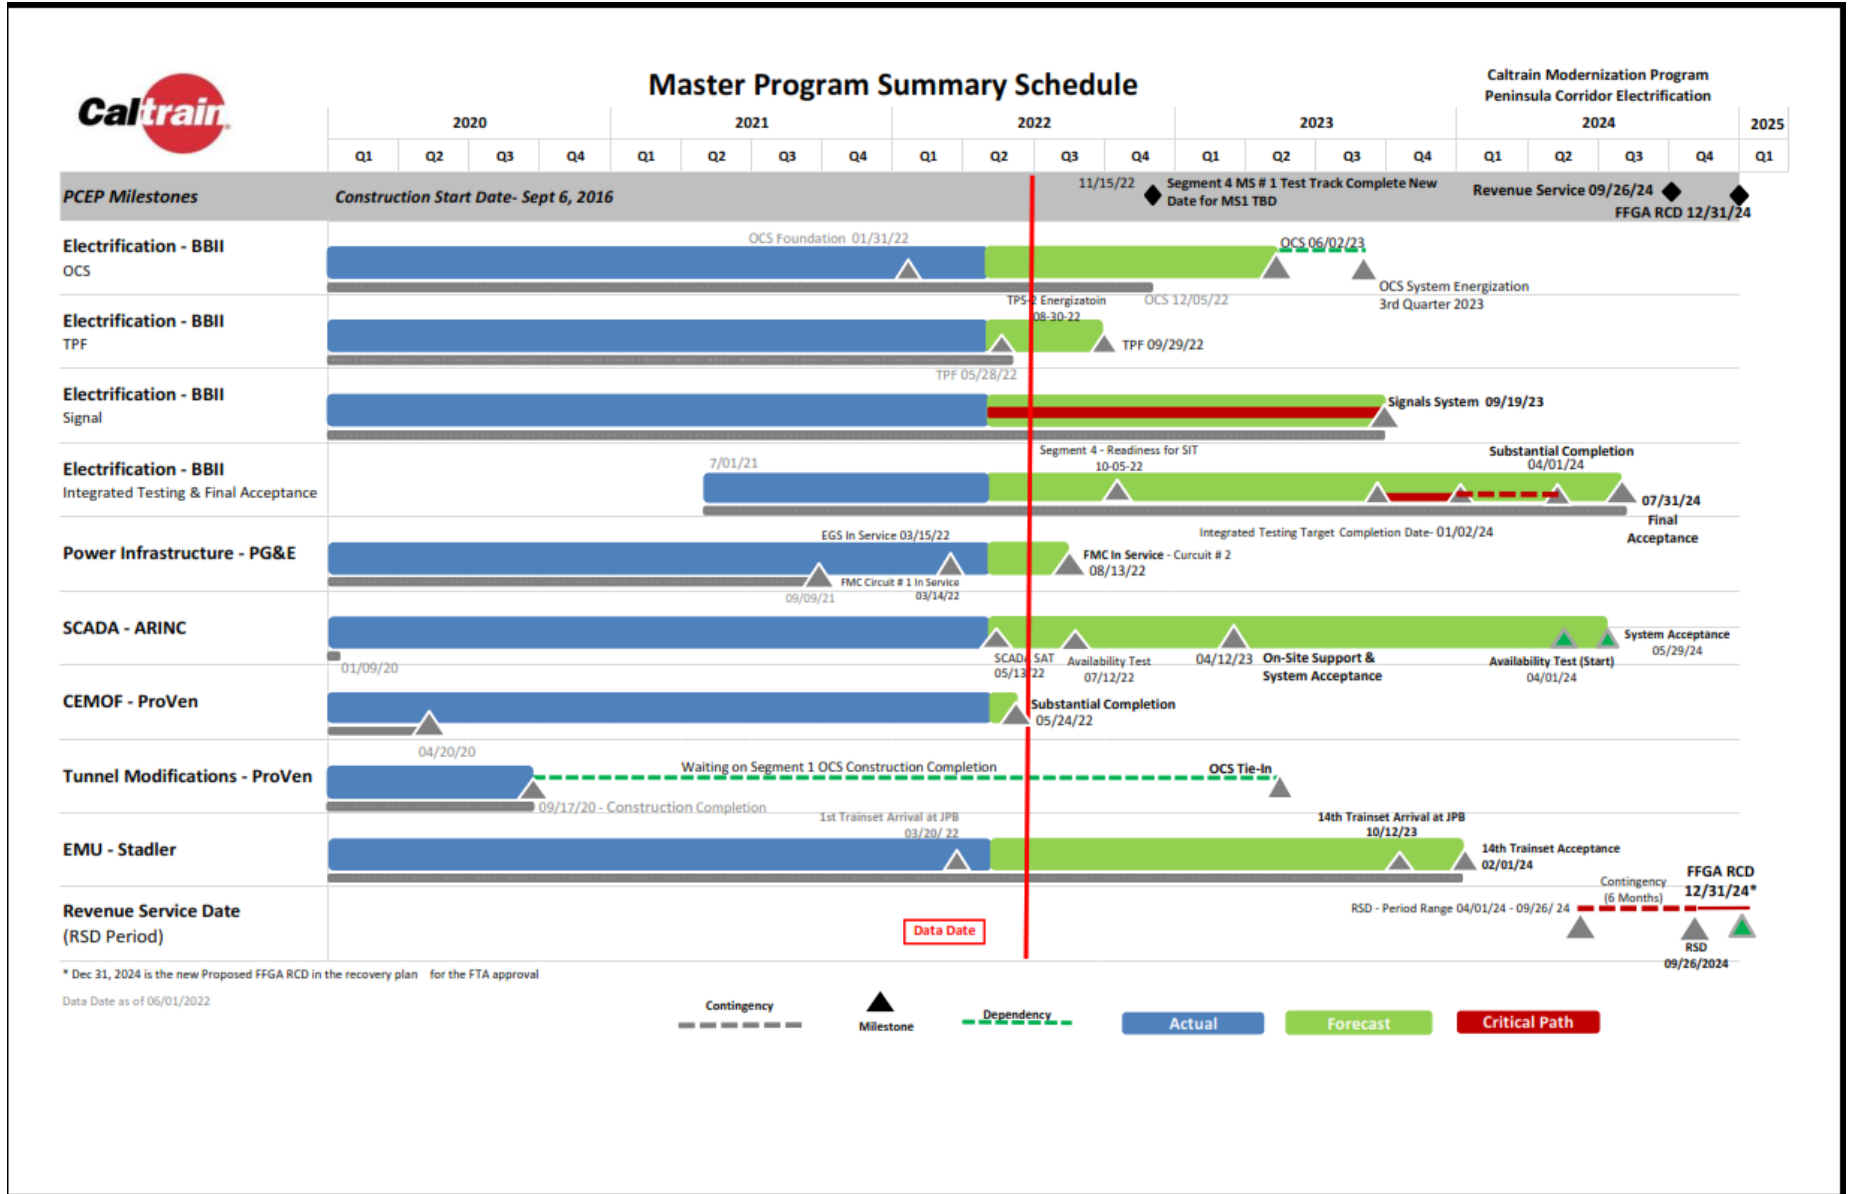 Caltrain
Master Program Summary Schedule
Caltrain Modernization Program
Peninsula Corridor Electrification
2020 2021 2022 2023 2024 2025
Q1 Q2 Q3 Q4 Q1 Q2 Q3 Q4 Q1 Q2 Q3 Q4 Q1 Q2 Q3 Q4 Q1 Q2 Q3 Q4 Q1
PCEP Milestones
Construction Start Date- Sept 6, 2016
11/15/22
Segment 4 MS # 1 Test Track Complete New
Date for MS1 TBD
Revenue Service 09/26/24
FFGA RCD 12/31/24
Electrification - BBII
OCS
OCS Foundation 01/31/22
OCS 06/02/23
OCS System Energization
3rd Quarter 2023
OCS 12/05/22
Electrification - BBII
TPF
TPS-2 Energizatoin
08-30-22
TPF 09/29/22
TPF 05/28/22
Electrification - BBII
Signal
Signals System 09/19/23
Electrification - BBII
Integrated Testing & Final Acceptance
7/01/21
Segment 4 - Readiness for SIT
10-05-22
Substantial Completion
04/01/24
07/31/24
Final
Acceptance
Integrated Testing Target Completion Date- 01/02/24
Power Infrastructure - PG&E
EGS In Service 03/15/22
FMC Circuit # 1 In Service
03/14/22
09/09/21
FMC In Service - Curcuit # 2
08/13/22
SCADA - ARINC
01/09/20
SCADA SAT
05/13/22
Availability Test
07/12/22
04/12/23
On-Site Support &
System Acceptance
Availability Test (Start)
04/01/24
System Acceptance
05/29/24
CEMOF - ProVen
04/20/20
Substantial Completion
05/24/22
Tunnel Modifications - ProVen
Waiting on Segment 1 OCS Construction Completion
OCS Tie-In
09/17/20 - Construction Completion
EMU - Stadler
1st Trainset Arrival at JPB
03/20/ 22
14th Trainset Arrival at JPB
10/12/23
14th Trainset Acceptance
02/01/24
Revenue Service Date
(RSD Period)
Data Date
RSD - Period Range 04/01/24 - 09/26/ 24
Contingency
(6 Months)
FFGA RCD
12/31/24*
RSD
09/26/2024
* Dec 31, 2024 is the new Proposed FFGA RCD in the recovery plan for the FTA approval
Data Date as of 06/01/2022
Contingency
Milestone
Dependency
Actual
Forecast
Critical Path